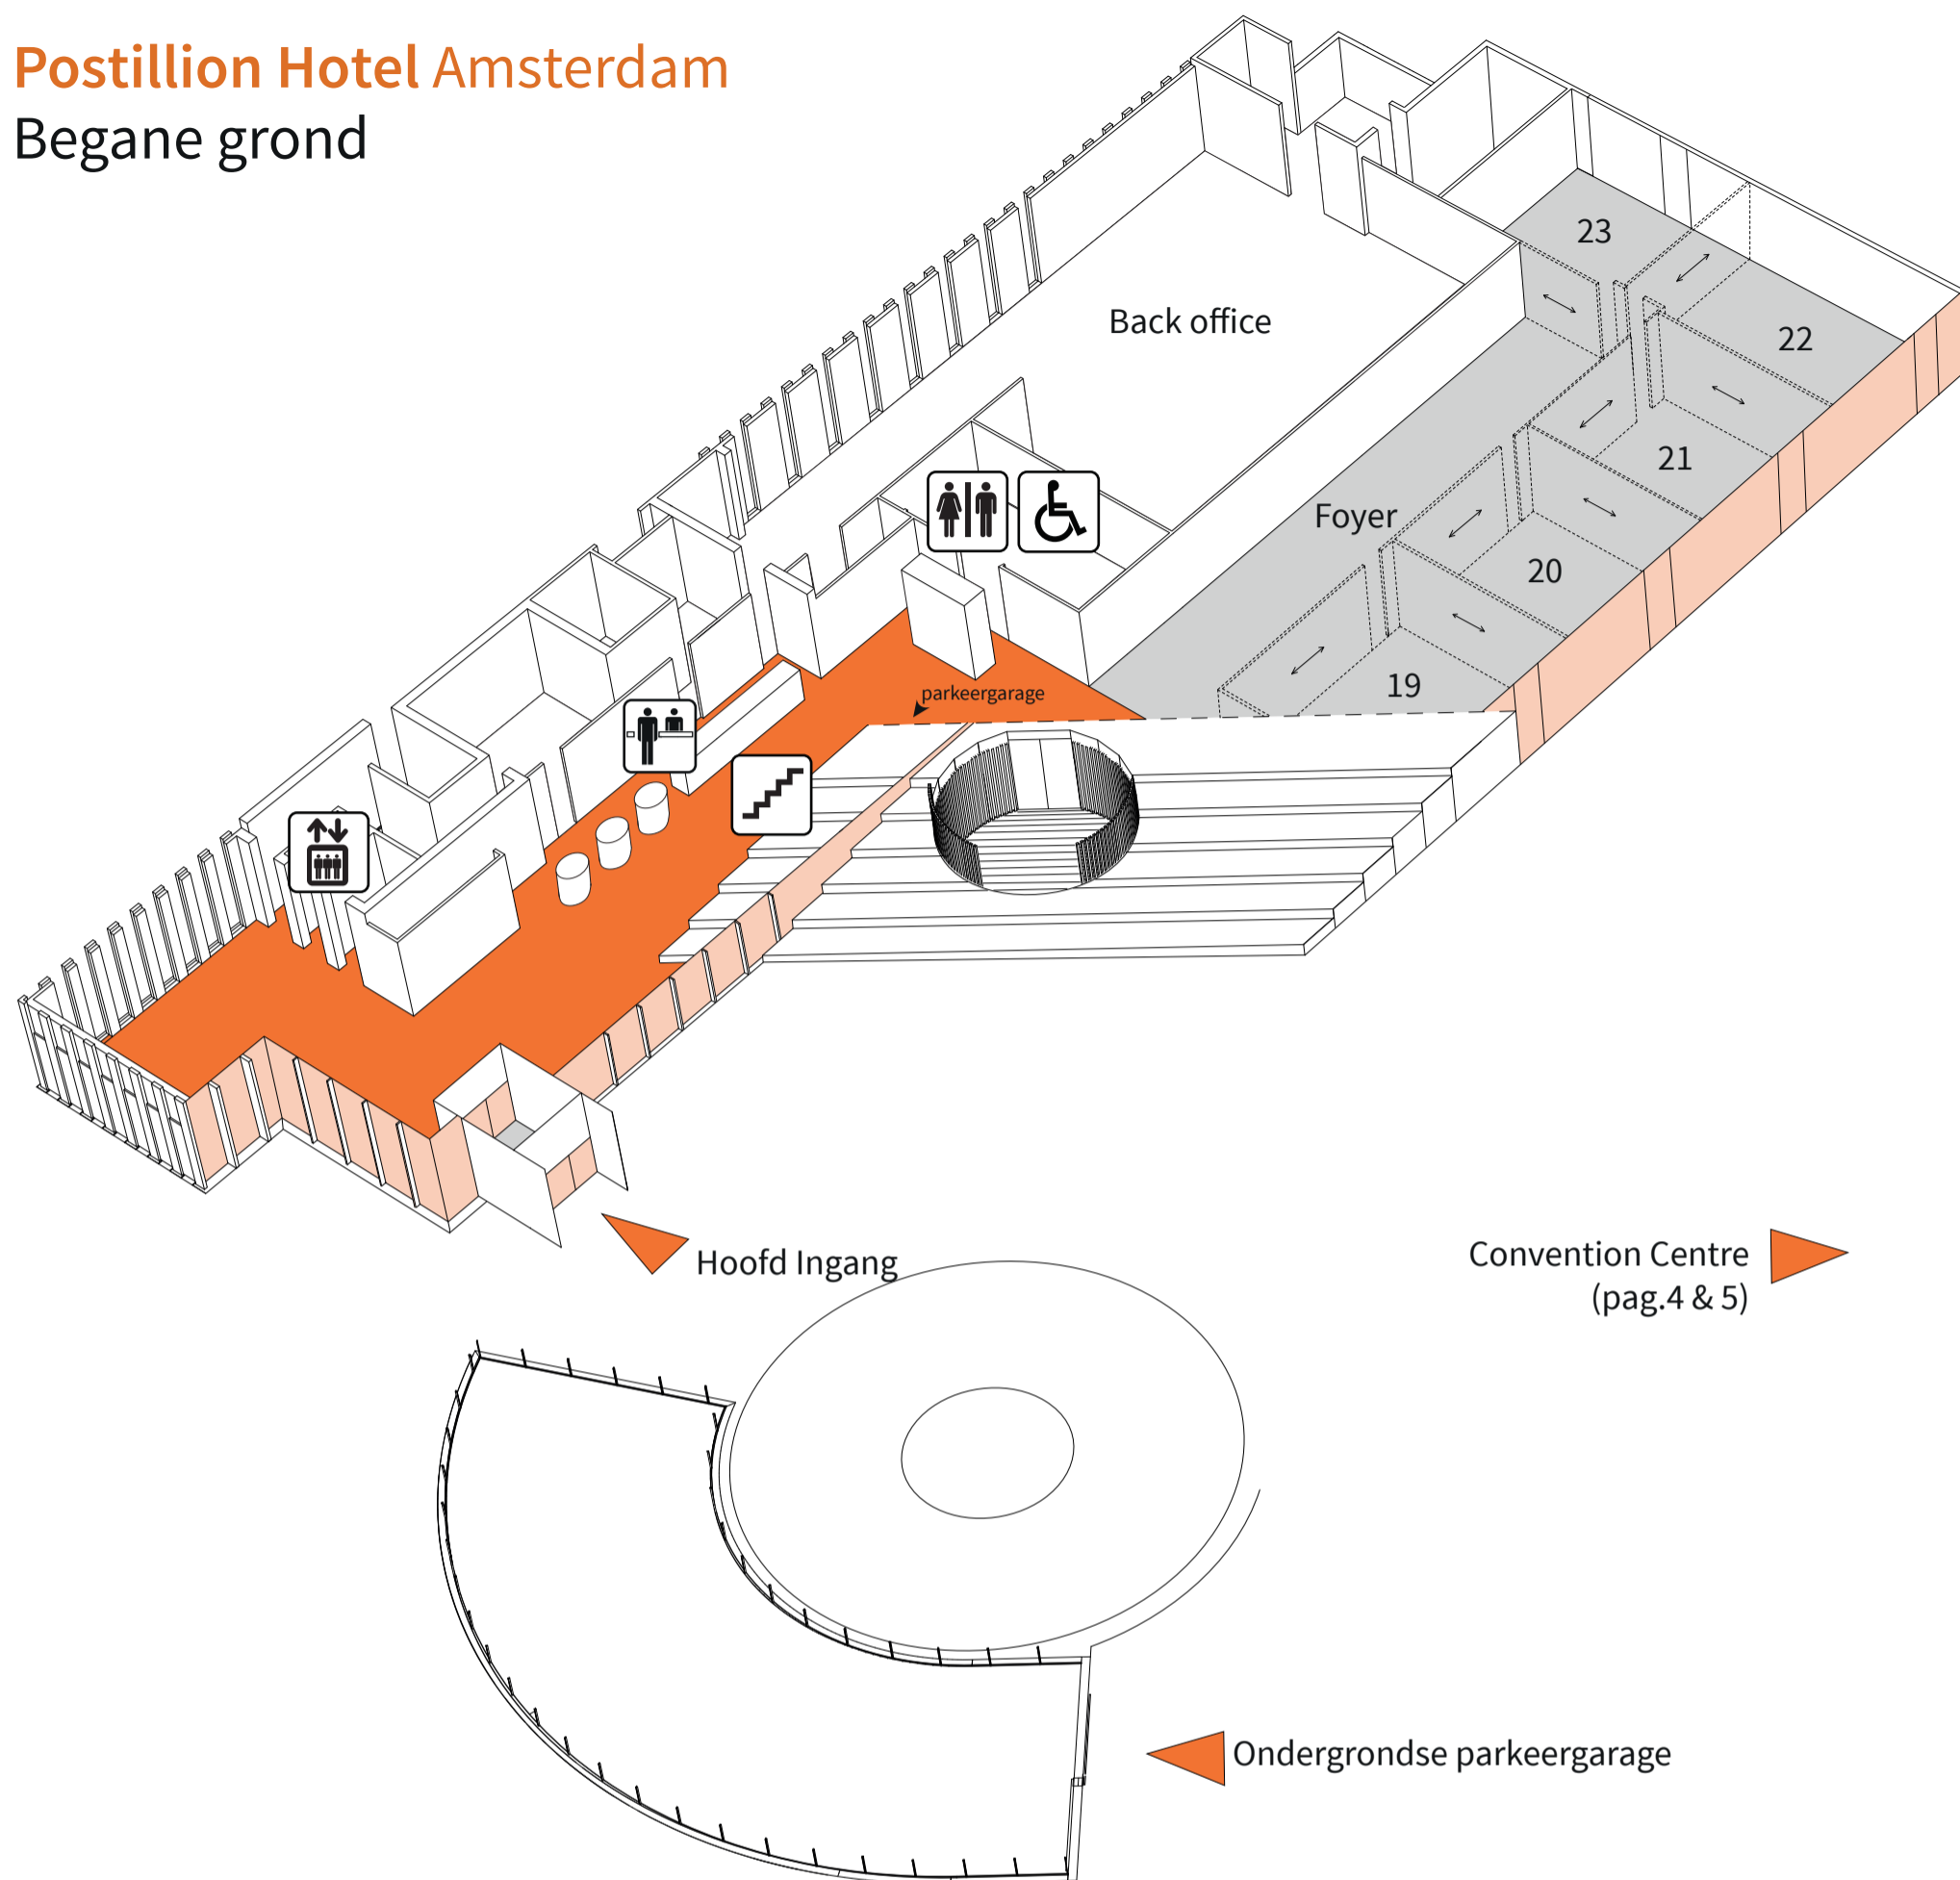 Postillion Hotel Amsterdam
Begane grond
23
Back office
22
21
Foyer
20
19
parkeergarage
Hoofd Ingang
Convention Centre
(pag.4 & 5)
Ondergrondse parkeergarage